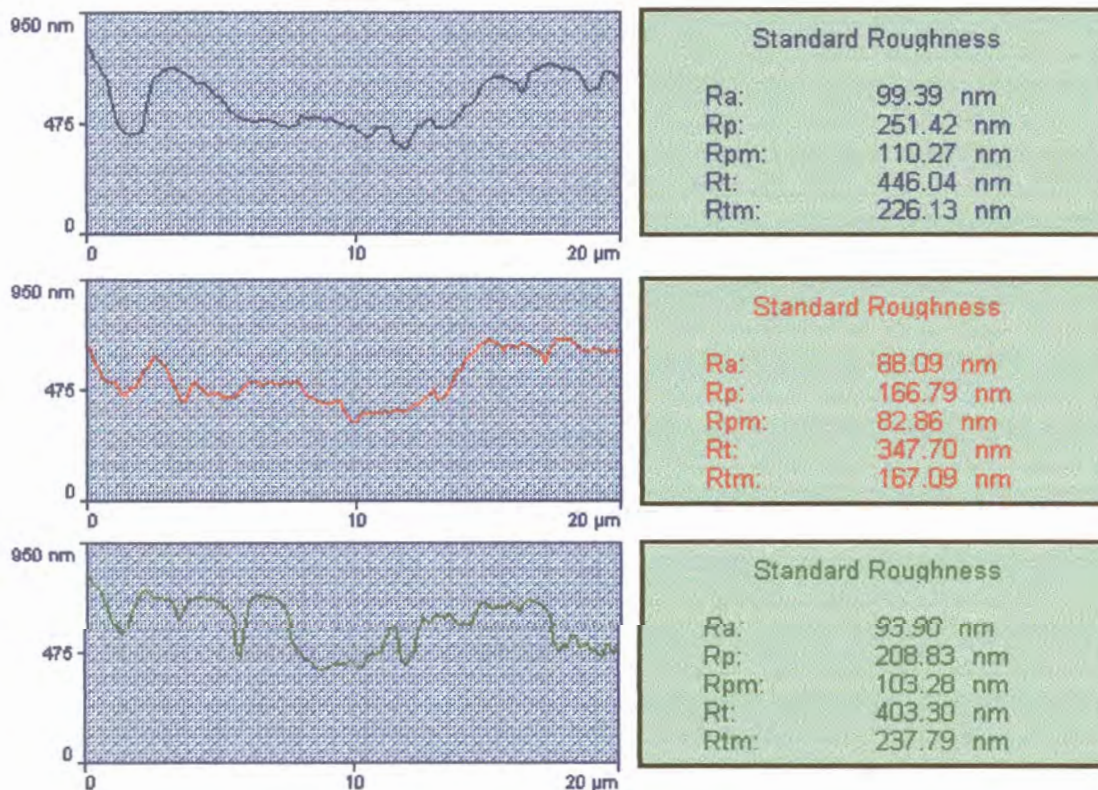 950 nm
475
0
0 10 20 µm
Standard Roughness
Ra: 99.39 nm
Rp: 251.42 nm
Rpm: 110.27 nm
Rt: 446.04 nm
Rtm: 226.13 nm
950 nm
475
0
0 10 20 µm
Standard Roughness
Ra: 88.09 nm
Rp: 166.79 nm
Rpm: 82.86 nm
Rt: 347.70 nm
Rtm: 167.09 nm
950 nm
475
0
0 10 20 µm
Standard Roughness
Ra: 93.90 nm
Rp: 208.83 nm
Rpm: 103.28 nm
Rt: 403.30 nm
Rtm: 237.79 nm